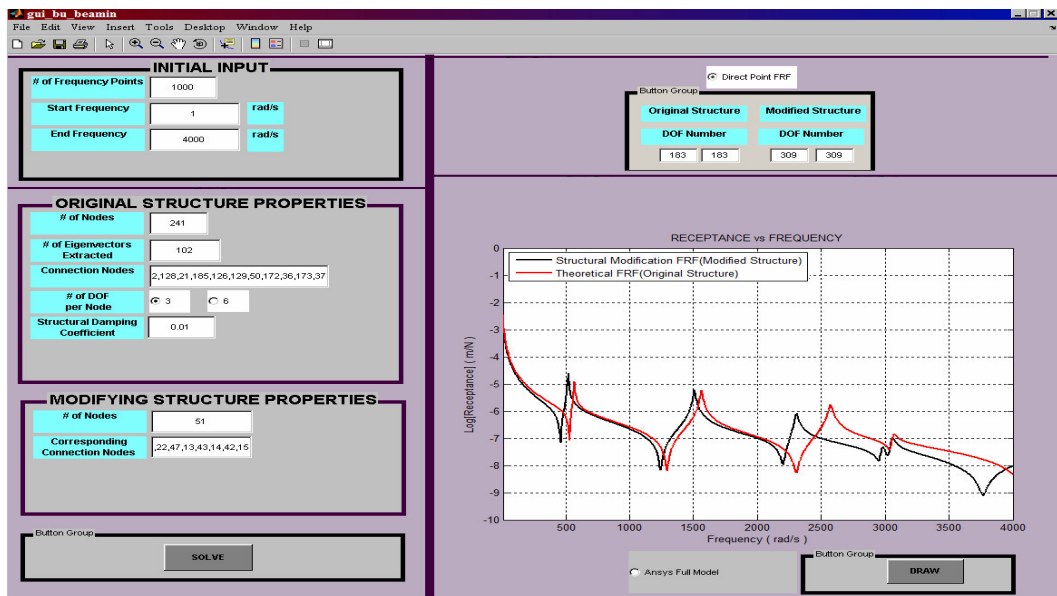 gui_bu_beamin
File Edit View Insert Tools Desktop Window Help
INITIAL INPUT
# of Frequency Points
1000
Start Frequency
1
rad/s
End Frequency
4000
rad/s
ORIGINAL STRUCTURE PROPERTIES
# of Nodes
241
# of Eigenvectors
Extracted
102
Connection Nodes
2,128,21,185,126,129,50,172,36,173,37
# of DOF
per Node
3
6
Structural Damping
Coefficient
0.01
MODIFYING STRUCTURE PROPERTIES
# of Nodes
51
Corresponding
Connection Nodes
,22,47,13,43,14,42,15
Button Group
SOLVE
Direct Point FRF
Button Group
Original Structure
Modified Structure
DOF Number
DOF Number
183
183
309
309
RECEPTANCE vs FREQUENCY
Structural Modification FRF(Modified Structure)
Theoretical FRF(Original Structure)
Log[Receptance] ( m/N )
0
-1
-2
-3
-4
-5
-6
-7
-8
-9
-10
500 1000 1500 2000 2500 3000 3500 4000
Frequency ( rad/s )
Ansys Full Model
Button Group
DRAW